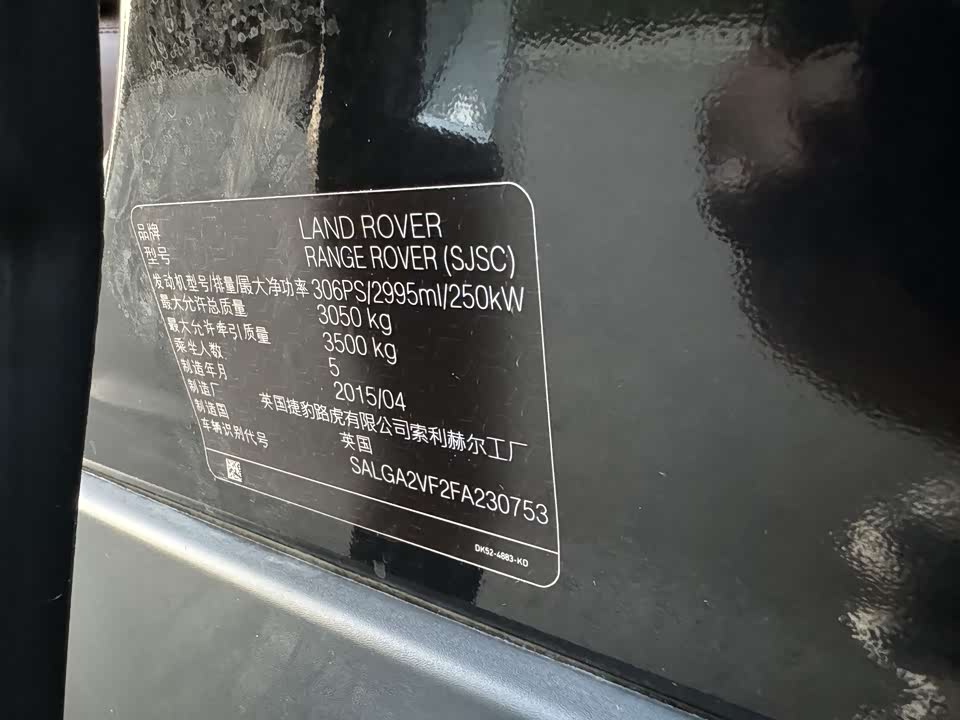 品牌 LAND ROVER
型号 RANGE ROVER (SJSC)
发动机型号/排量/最大净功率 306PS/2995ml/250kW
最大允许总质量 3050 kg
最大允许牵引质量 3500 kg
乘坐人数 5
制造年月 2015/04
制造厂 英国捷豹路虎有限公司索利赫尔工厂
制造国 英国
车辆识别代号 SALGA2VF2FA230753
DK52-4883-KD